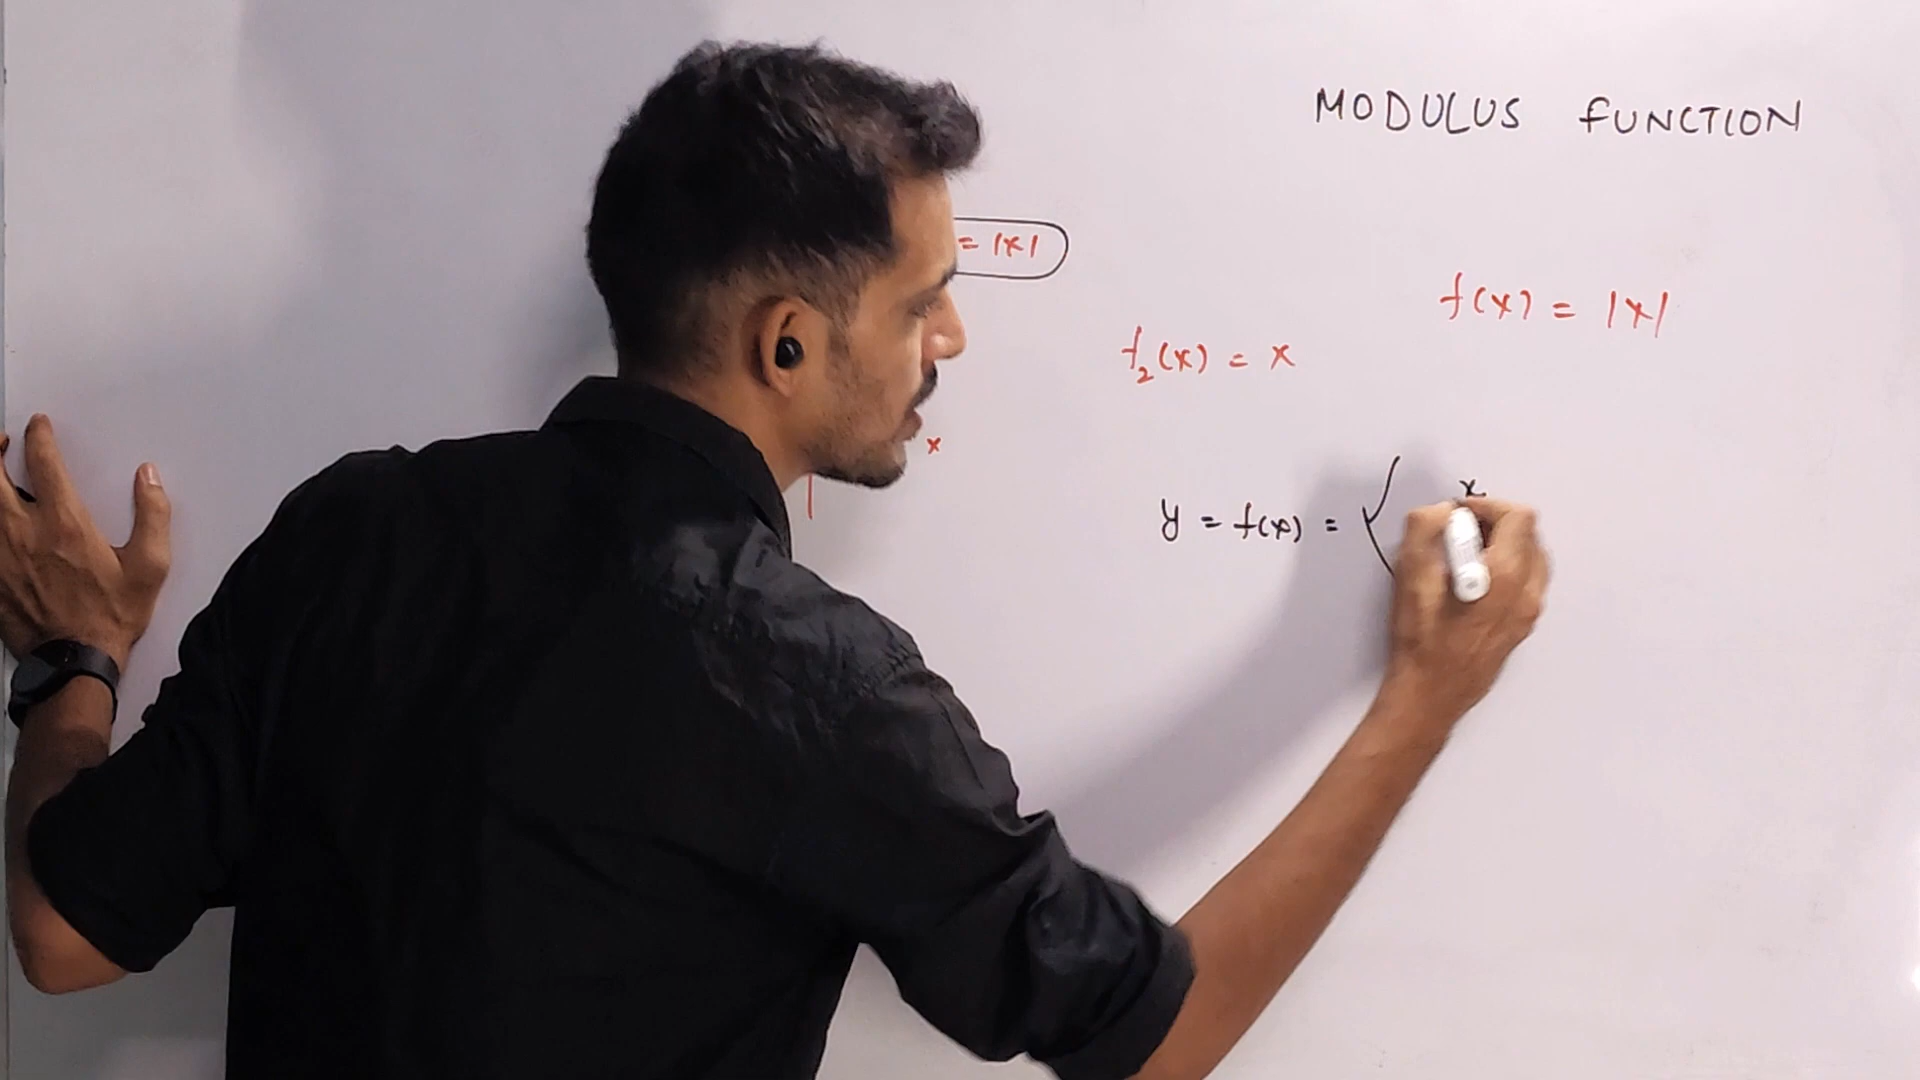 MODULUS FUNCTION
= |x|
f(x) = |x|
f₂(x) = x
x
y = f(x) = { x